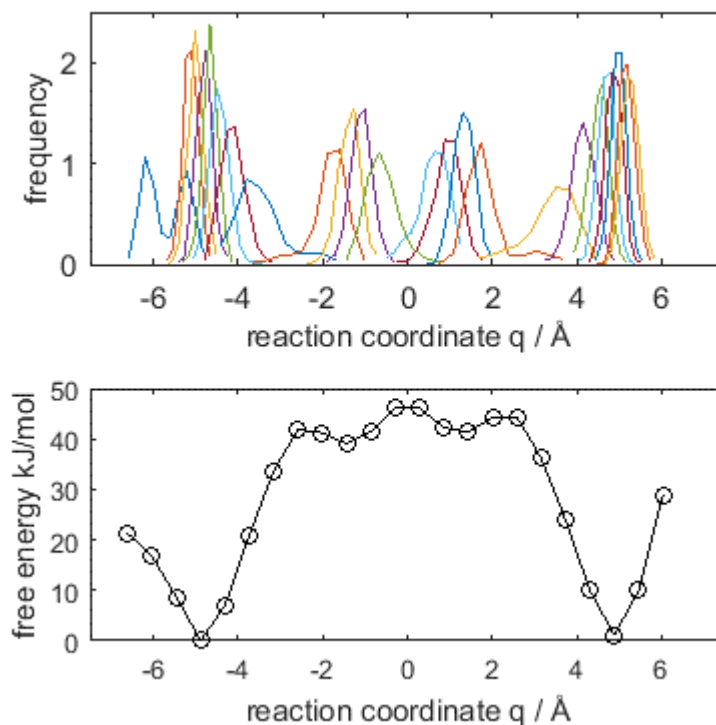 2
1
0
frequency
-6 -4 -2 0 2 4 6
reaction coordinate q / Å
50
40
30
20
10
0
free energy kJ/mol
-6 -4 -2 0 2 4 6
reaction coordinate q / Å